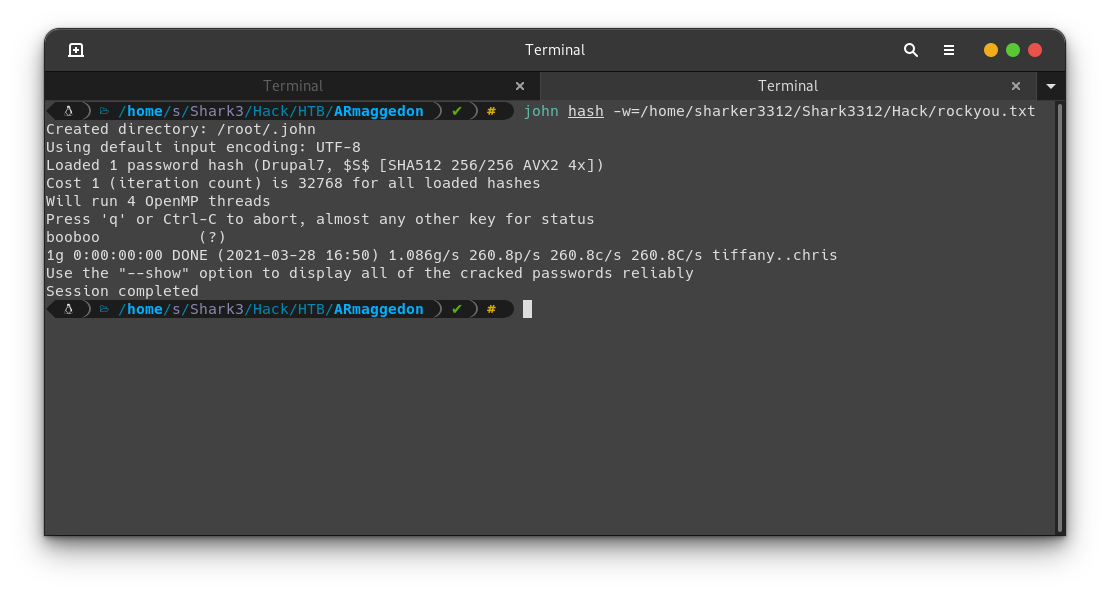 Terminal
Terminal
Terminal
/home/s/Shark3/Hack/HTB/ARmaggedon ) ✔ ) # john hash -w=/home/sharker3312/Shark3312/Hack/rockyou.txt
Created directory: /root/.john
Using default input encoding: UTF-8
Loaded 1 password hash (Drupal7, $S$ [SHA512 256/256 AVX2 4x])
Cost 1 (iteration count) is 32768 for all loaded hashes
Will run 4 OpenMP threads
Press 'q' or Ctrl-C to abort, almost any other key for status
booboo           (?)
1g 0:00:00:00 DONE (2021-03-28 16:50) 1.086g/s 260.8p/s 260.8c/s 260.8C/s tiffany..chris
Use the "--show" option to display all of the cracked passwords reliably
Session completed
/home/s/Shark3/Hack/HTB/ARmaggedon ) ✔ ) #